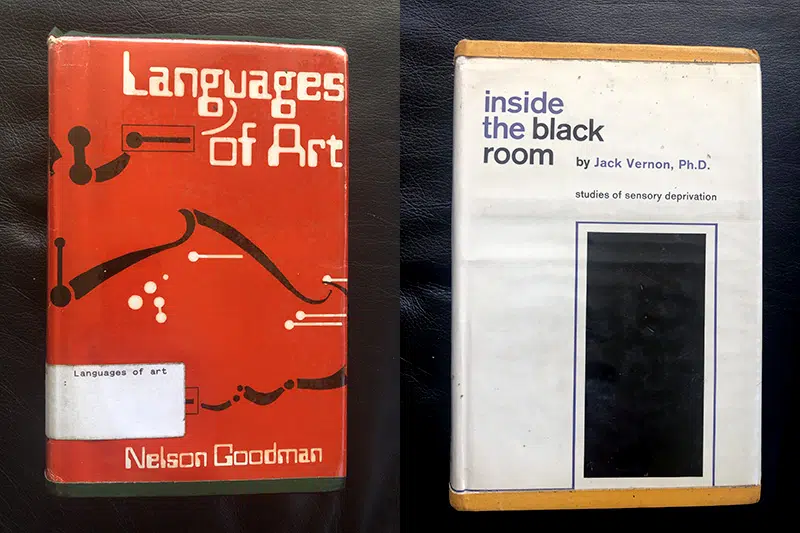 Languages
of Art
Languages of art
Nelson Goodman
inside
the black
room
by Jack Vernon, Ph.D.
studies of sensory deprivation